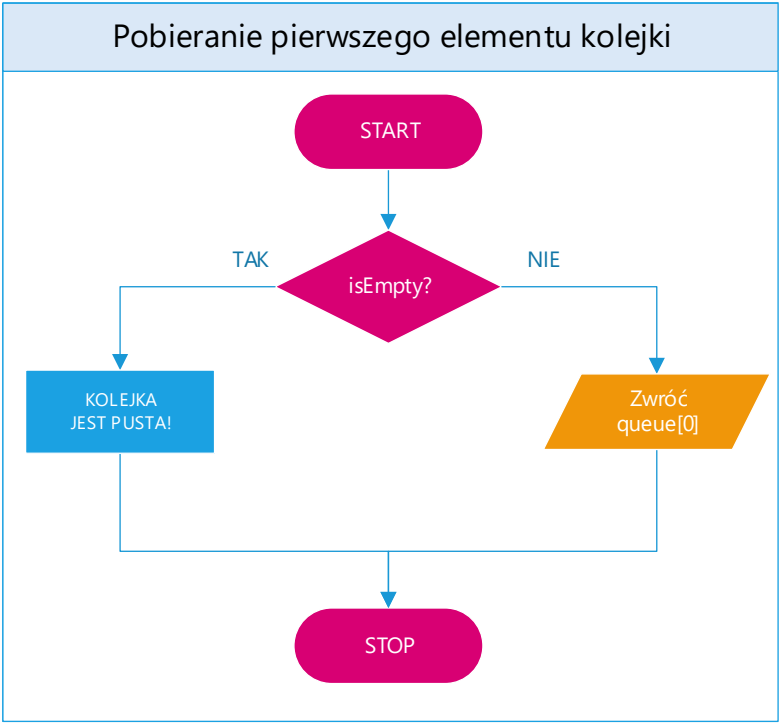 Pobieranie pierwszego elementu kolejki
START
TAK
NIE
isEmpty?
KOLEJKA
JEST PUSTA!
Zwróć
queue[0]
STOP